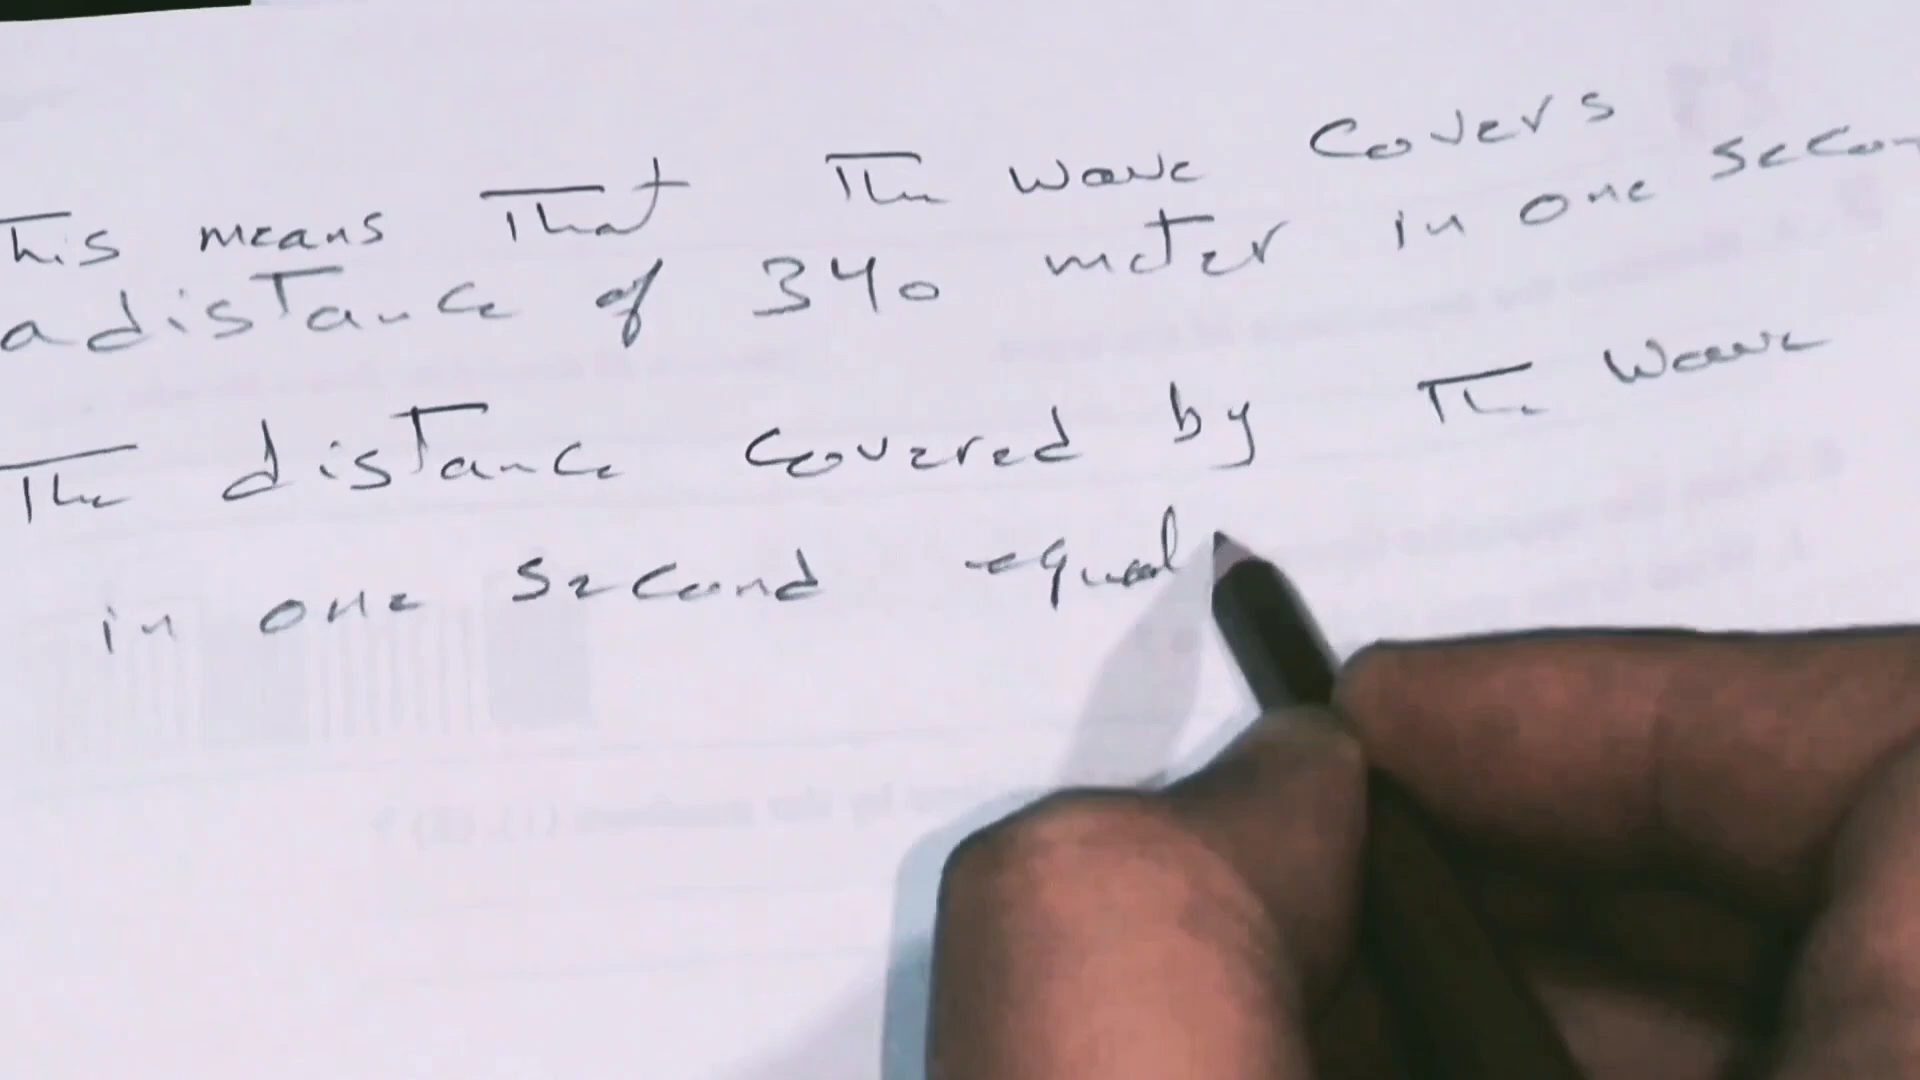 This means that the wave covers
a distance of 340 meter in one secon
The distance covered by the wave
in one second equal